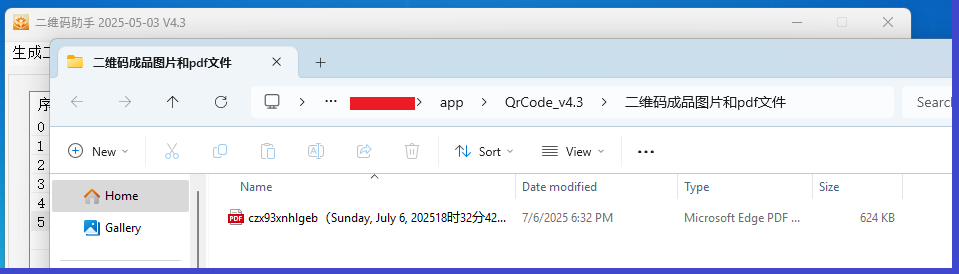 二维码助手 2025-05-03 V4.3
生成二
二维码成品图片和pdf文件
... app > QrCode_v4.3 > 二维码成品图片和pdf文件
Search
New
Sort
View
...
序
0
1
2
3
4
5
Home
Gallery
Name
Date modified
Type
Size
PDF
czx93xnhlgeb（Sunday, July 6, 202518时32分42...
7/6/2025 6:32 PM
Microsoft Edge PDF ...
624 KB